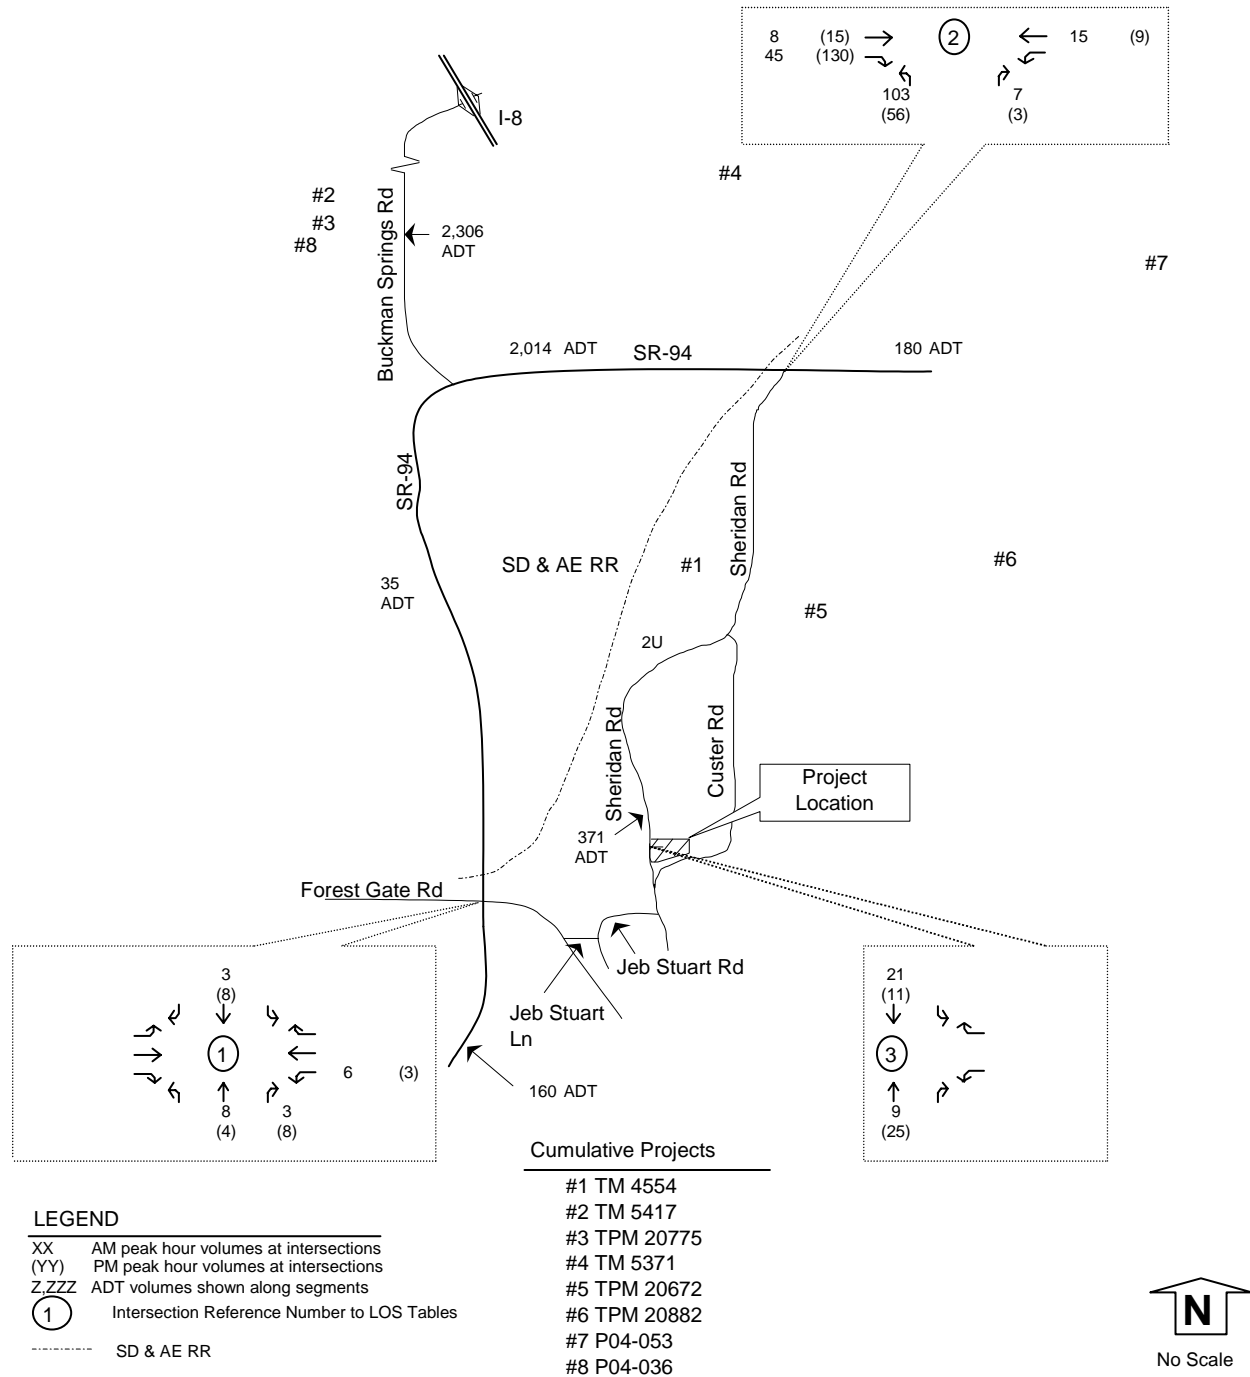 8 (15) 2 15 (9)
45 (130)
103 7
(56) (3)
I-8
#4
#2
#3
#8
Buckman Springs Rd
2,306
ADT
#7
2,014 ADT SR-94 180 ADT
SR-94
Sheridan Rd
SD & AE RR #1
#6
35
ADT
#5
2U
Sheridan Rd
Custer Rd
Project
Location
371
ADT
Forest Gate Rd
Jeb Stuart Rd
Jeb Stuart
Ln
160 ADT
3
(8)
1
6 (3)
8 3
(4) (8)
21
(11)
3
9
(25)
Cumulative Projects
#1 TM 4554
#2 TM 5417
#3 TPM 20775
#4 TM 5371
#5 TPM 20672
#6 TPM 20882
#7 P04-053
#8 P04-036
LEGEND
XX AM peak hour volumes at intersections
(YY) PM peak hour volumes at intersections
Z,ZZZ ADT volumes shown along segments
1 Intersection Reference Number to LOS Tables
SD & AE RR
N
No Scale